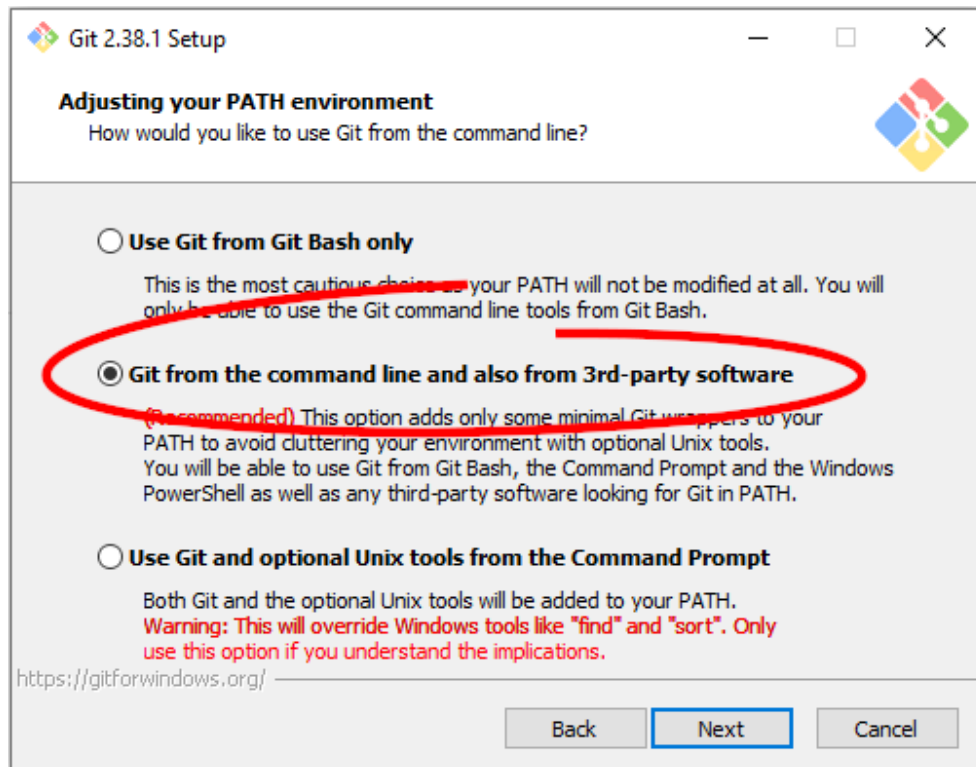 Git 2.38.1 Setup
Adjusting your PATH environment
How would you like to use Git from the command line?
Use Git from Git Bash only
This is the most cautious choice as your PATH will not be modified at all. You will
only be able to use the Git command line tools from Git Bash.
Git from the command line and also from 3rd-party software
(Recommended) This option adds only some minimal Git wrappers to your
PATH to avoid cluttering your environment with optional Unix tools.
You will be able to use Git from Git Bash, the Command Prompt and the Windows
PowerShell as well as any third-party software looking for Git in PATH.
Use Git and optional Unix tools from the Command Prompt
Both Git and the optional Unix tools will be added to your PATH.
Warning: This will override Windows tools like "find" and "sort". Only
use this option if you understand the implications.
https://gitforwindows.org/
Back Next Cancel